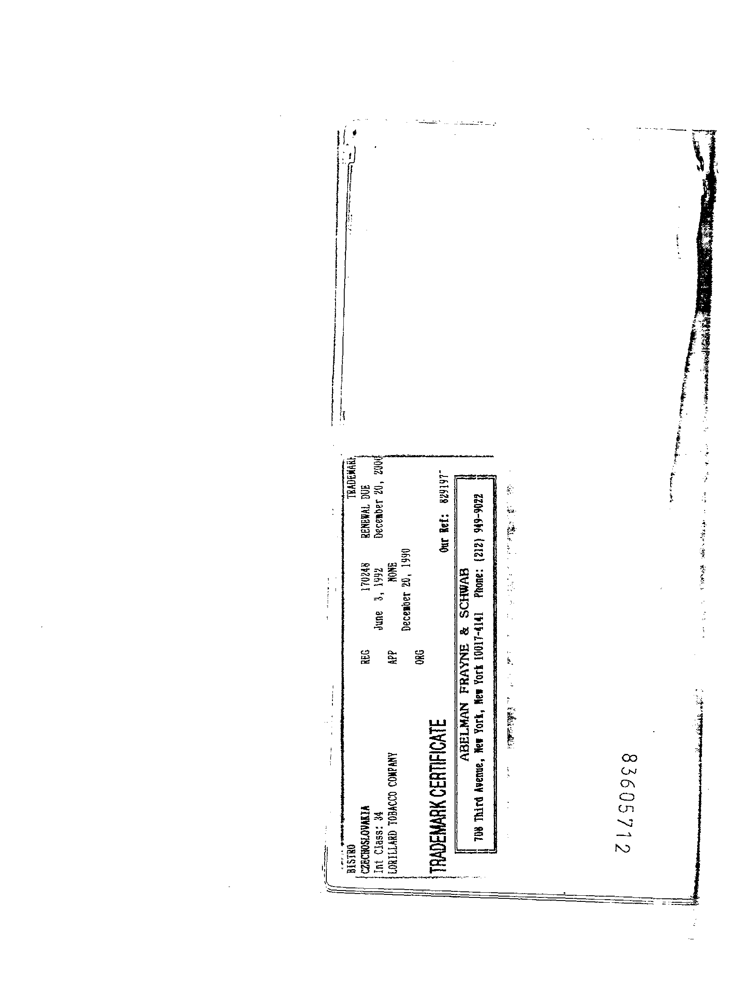 BISTRO TRADEMARK
CZECHOSLOVAKIA REG 170248 RENEWAL DUE
Int Class: 34 June 3, 1992 December 20, 2000
LORILLARD TOBACCO COMPANY APP NONE
December 20, 1990
ORG
TRADEMARK CERTIFICATE Our Ref: 829197
ABELMAN FRAYNE & SCHWAB
708 Third Avenue, New York, New York 10017-4141 Phone: (212) 949-9022
83605712